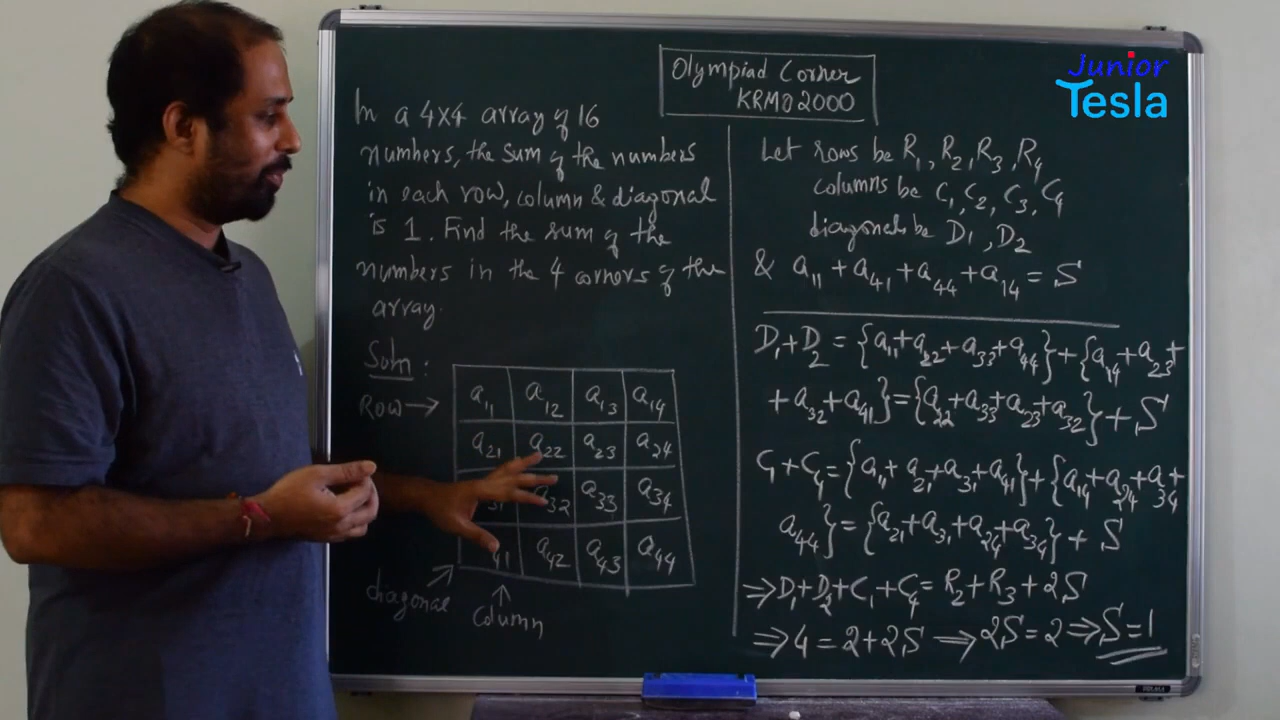 Junior
Tesla
Olympiad Corner
KRMO 2000
In a 4x4 array of 16
numbers, the sum of the numbers
in each row, column & diagonal
is 1. Find the sum of the
numbers in the 4 corners of the
array.
Soln :
Row →
a₁₁ a₁₂ a₁₃ a₁₄
a₂₁ a₂₂ a₂₃ a₂₄
31 a₃₂ a₃₃ a₃₄
41 a₄₂ a₄₃ a₄₄
diagonal
column
Let rows be R₁, R₂, R₃, R₄
columns be C₁, C₂, C₃, C₄
diagonals be D₁, D₂
& a₁₁ + a₄₁ + a₄₄ + a₁₄ = S
D₁+D₂ = {a₁₁+a₂₂+a₃₃+a₄₄} + {a₁₄+a₂₃+
+a₃₂+a₄₁} = {a₂₂+a₃₃+a₂₃+a₃₂} + S
C₁+C₄ = {a₁₁+a₂₁+a₃₁+a₄₁} + {a₁₄+a₂₄+a₃₄+
a₄₄} = {a₂₁+a₃₁+a₂₄+a₃₄} + S
⇒ D₁+D₂+C₁+C₄ = R₂+R₃+2S
⇒ 4 = 2+2S ⇒ 2S = 2 ⇒ S = 1